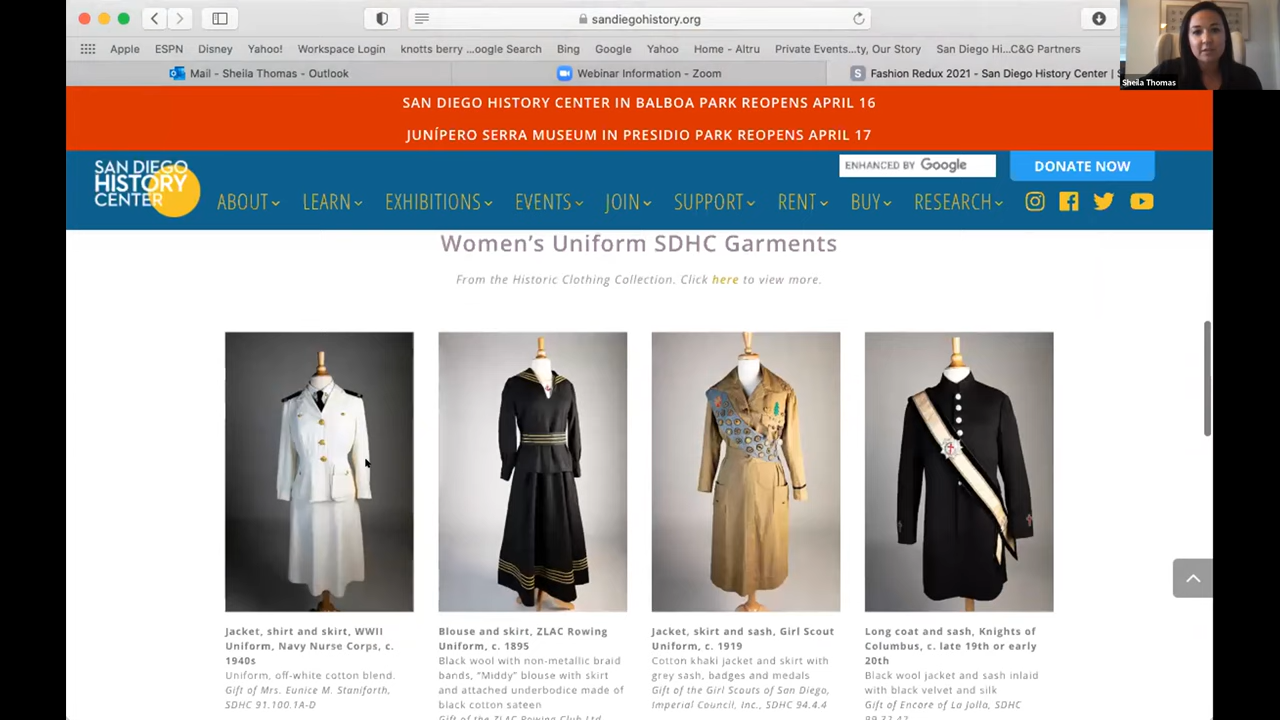 sandiegohistory.org
Apple ESPN Disney Yahoo! Workspace Login knotts berry ...oogle Search Bing Google Yahoo Home - Altru Private Events...ty, Our Story San Diego Hi...C&G Partners
Mail - Sheila Thomas - Outlook
Webinar Information - Zoom
S Fashion Redux 2021 - San Diego History Center | S
Sheila Thomas
SAN DIEGO HISTORY CENTER IN BALBOA PARK REOPENS APRIL 16
JUNÍPERO SERRA MUSEUM IN PRESIDIO PARK REOPENS APRIL 17
SAN DIEGO
HISTORY
CENTER
ENHANCED BY Google
DONATE NOW
ABOUT LEARN EXHIBITIONS EVENTS JOIN SUPPORT RENT BUY RESEARCH
Women's Uniform SDHC Garments
From the Historic Clothing Collection. Click here to view more.
Jacket, shirt and skirt, WWII
Uniform, Navy Nurse Corps, c.
1940s
Uniform, off-white cotton blend.
Gift of Mrs. Eunice M. Staniforth,
SDHC 91.100.1A-D
Blouse and skirt, ZLAC Rowing
Uniform, c. 1895
Black wool with non-metallic braid
bands, "Middy" blouse with skirt
and attached underbodice made of
black cotton sateen
Gift of the ZLAC Rowing Club Ltd
Jacket, skirt and sash, Girl Scout
Uniform, c. 1919
Cotton khaki jacket and skirt with
grey sash, badges and medals
Gift of the Girl Scouts of San Diego,
Imperial Council, Inc., SDHC 94.4.4
Long coat and sash, Knights of
Columbus, c. late 19th or early
20th
Black wool jacket and sash inlaid
with black velvet and silk
Gift of Encore of La Jolla, SDHC
99.32.42